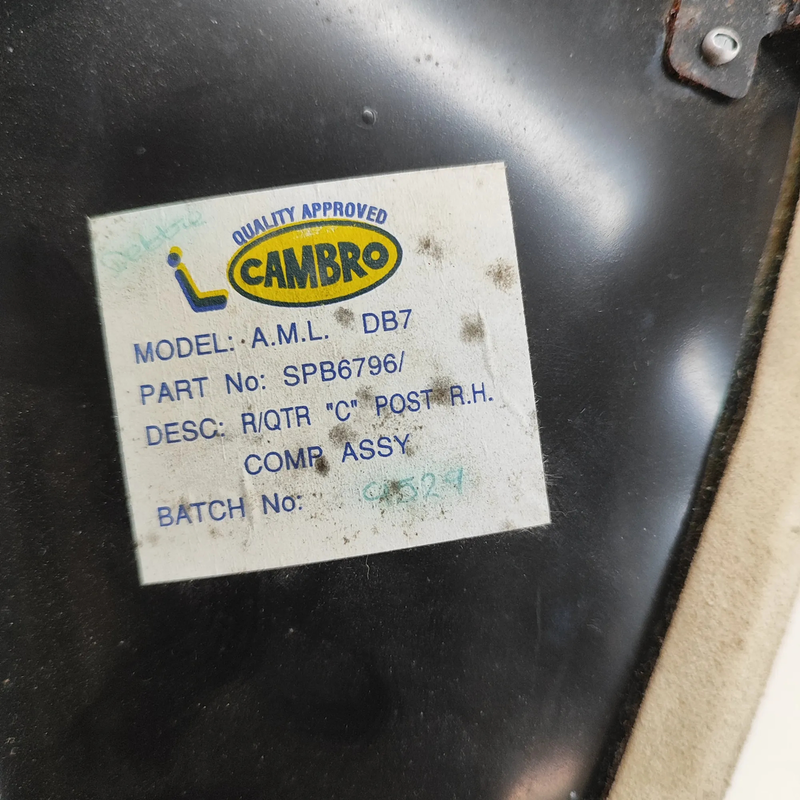 QUALITY APPROVED
CAMBRO
MODEL: A.M.L. DB7
PART No: SPB6796/
DESC: R/QTR "C" POST R.H.
COMP ASSY
BATCH No: